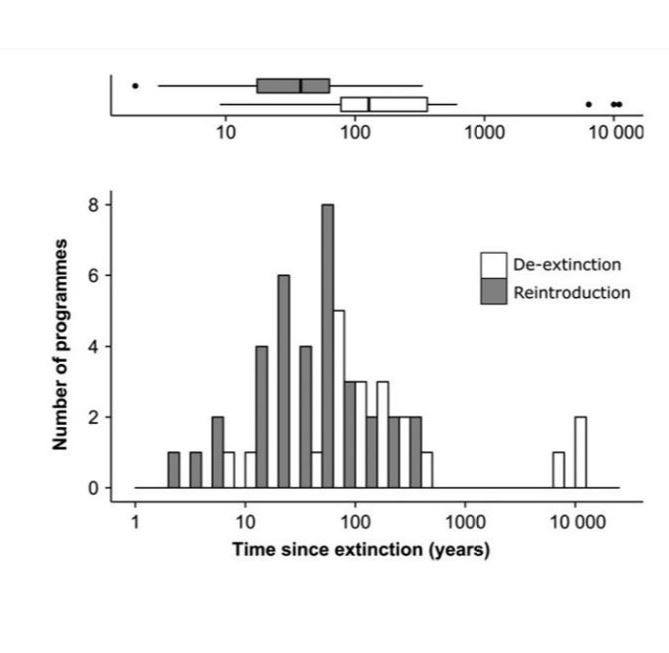 10 100 1000 10 000
8
De-extinction
Reintroduction
6
4
2
0
Number of programmes
1 10 100 1000 10 000
Time since extinction (years)